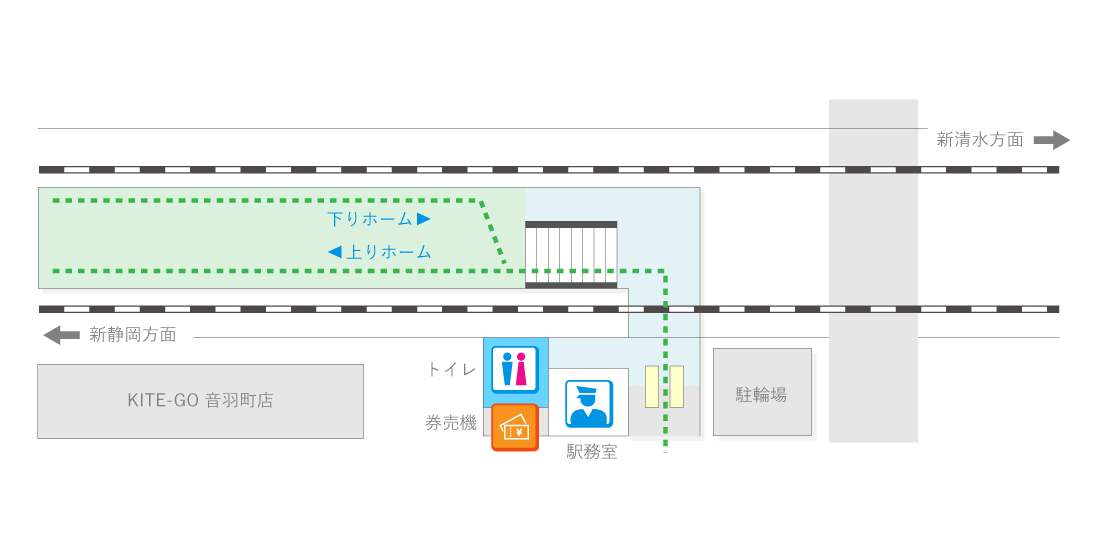 新清水方面
下りホーム
上りホーム
新静岡方面
トイレ
KITE-GO 音羽町店
駐輪場
券売機
¥
駅務室